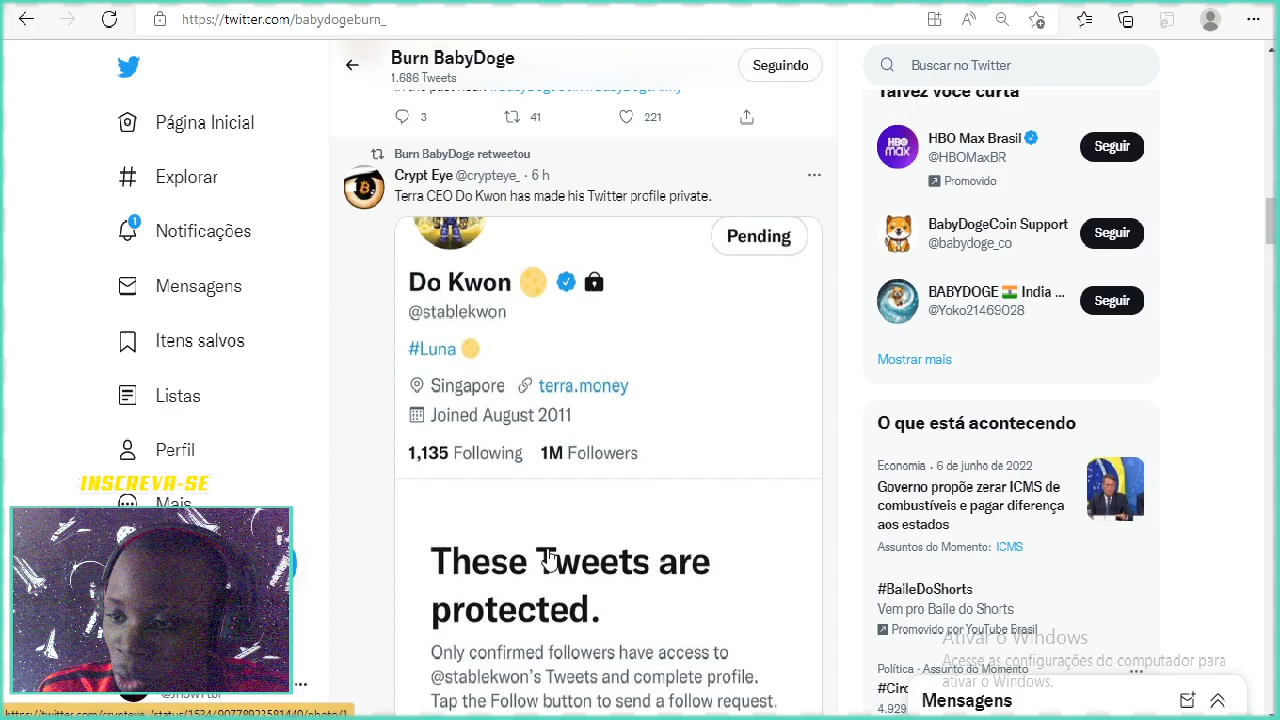 https://twitter.com/babydogeburn_
Burn BabyDoge
1.686 Tweets
Seguindo
3
41
221
Burn BabyDoge retweetou
Crypt Eye @crypteye_ · 6 h
Terra CEO Do Kwon has made his Twitter profile private.
Pending
Do Kwon
@stablekwon
#Luna
Singapore terra.money
Joined August 2011
1,135 Following 1M Followers
These Tweets are
protected.
Only confirmed followers have access to
@stablekwon's Tweets and complete profile.
Tap the Follow button to send a follow request.
Página Inicial
Explorar
1
Notificações
Mensagens
Itens salvos
Listas
Perfil
Mais
INSCREVA-SE
Buscar no Twitter
Talvez você curta
HBO max
HBO Max Brasil
@HBOMaxBR
Promovido
Seguir
BabyDogeCoin Support
@babydoge_co
Seguir
BABYDOGE India ...
@Yoko21469028
Seguir
Mostrar mais
O que está acontecendo
Economia · 6 de junho de 2022
Governo propõe zerar ICMS de
combustíveis e pagar diferença
aos estados
Assuntos do Momento: ICMS
#BaileDoShorts
Vem pro Baile do Shorts
Promovido por YouTube Brasil
Política · Assunto do Momento
#Circ
4.929
Ativar o Windows
Acesse as configurações do computador para
ativar o Windows.
Mensagens